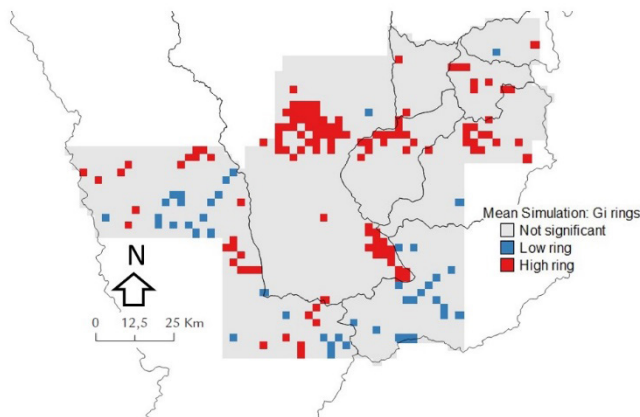 Mean Simulation: Gi rings
Not significant
Low ring
High ring
N
0 12,5 25 Km